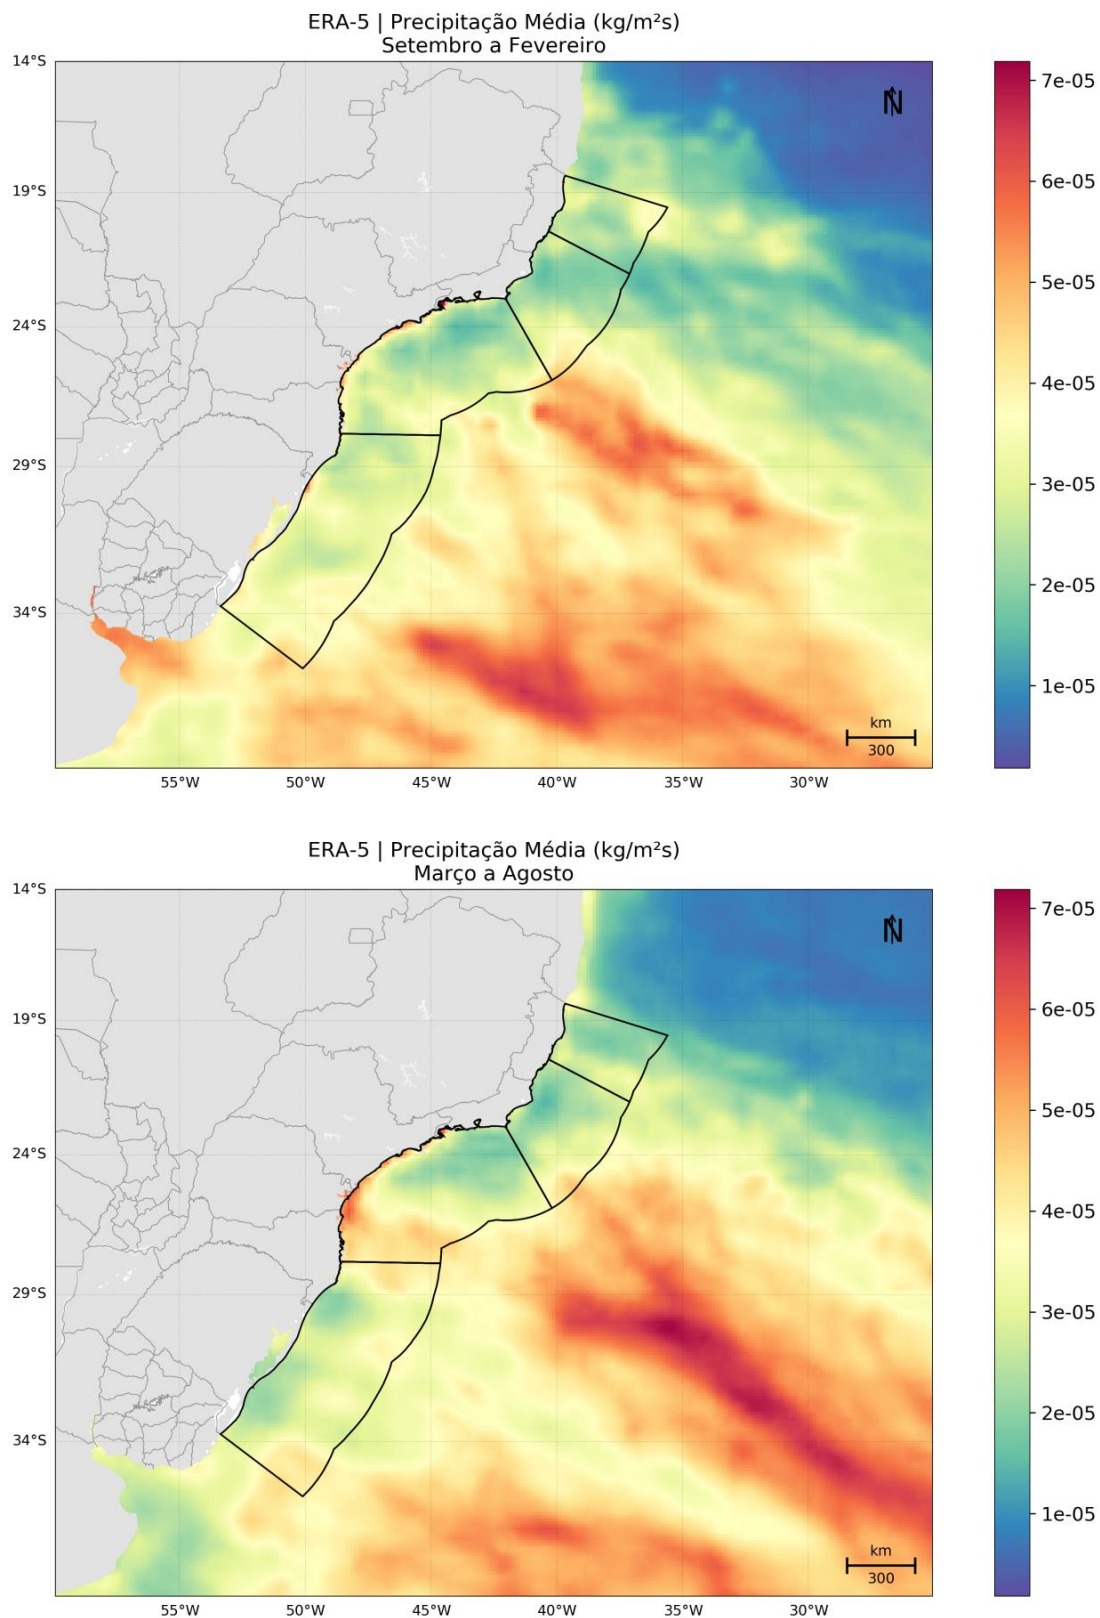 ERA-5 | Precipitação Média (kg/m²s)
Setembro a Fevereiro
14°S
19°S
24°S
29°S
34°S
N
km
300
55°W
50°W
45°W
40°W
35°W
30°W
7e-05
6e-05
5e-05
4e-05
3e-05
2e-05
1e-05
ERA-5 | Precipitação Média (kg/m²s)
Março a Agosto
14°S
19°S
24°S
29°S
34°S
N
km
300
55°W
50°W
45°W
40°W
35°W
30°W
7e-05
6e-05
5e-05
4e-05
3e-05
2e-05
1e-05